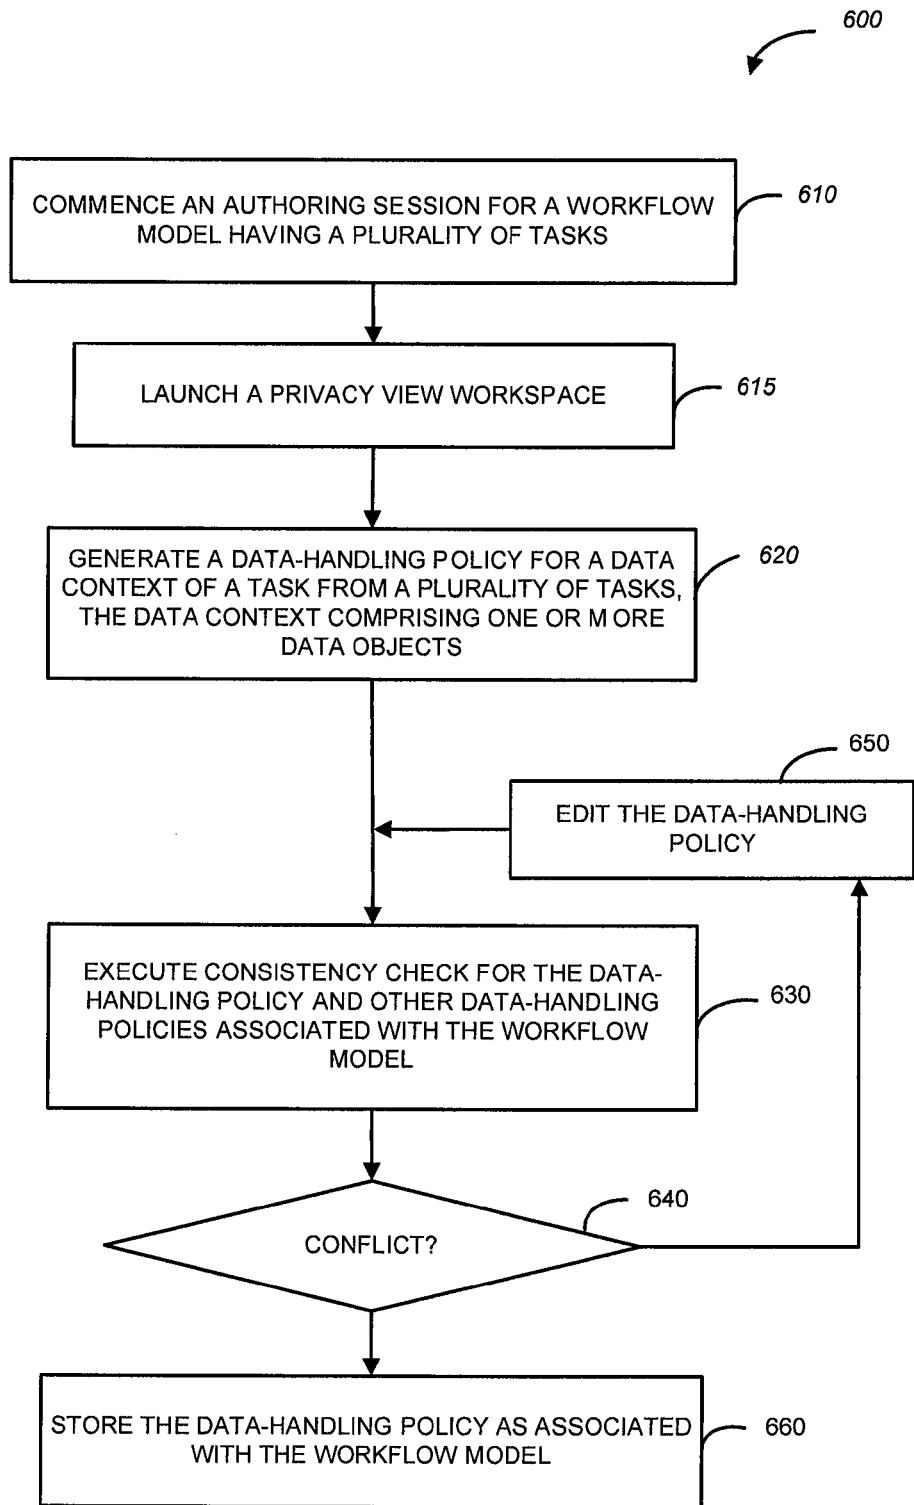 600
COMMENCE AN AUTHORING SESSION FOR A WORKFLOW
MODEL HAVING A PLURALITY OF TASKS
610
LAUNCH A PRIVACY VIEW WORKSPACE
615
GENERATE A DATA-HANDLING POLICY FOR A DATA
CONTEXT OF A TASK FROM A PLURALITY OF TASKS,
THE DATA CONTEXT COMPRISING ONE OR MORE
DATA OBJECTS
620
650
EDIT THE DATA-HANDLING
POLICY
EXECUTE CONSISTENCY CHECK FOR THE DATA-
HANDLING POLICY AND OTHER DATA-HANDLING
POLICIES ASSOCIATED WITH THE WORKFLOW
MODEL
630
640
CONFLICT?
STORE THE DATA-HANDLING POLICY AS ASSOCIATED
WITH THE WORKFLOW MODEL
660